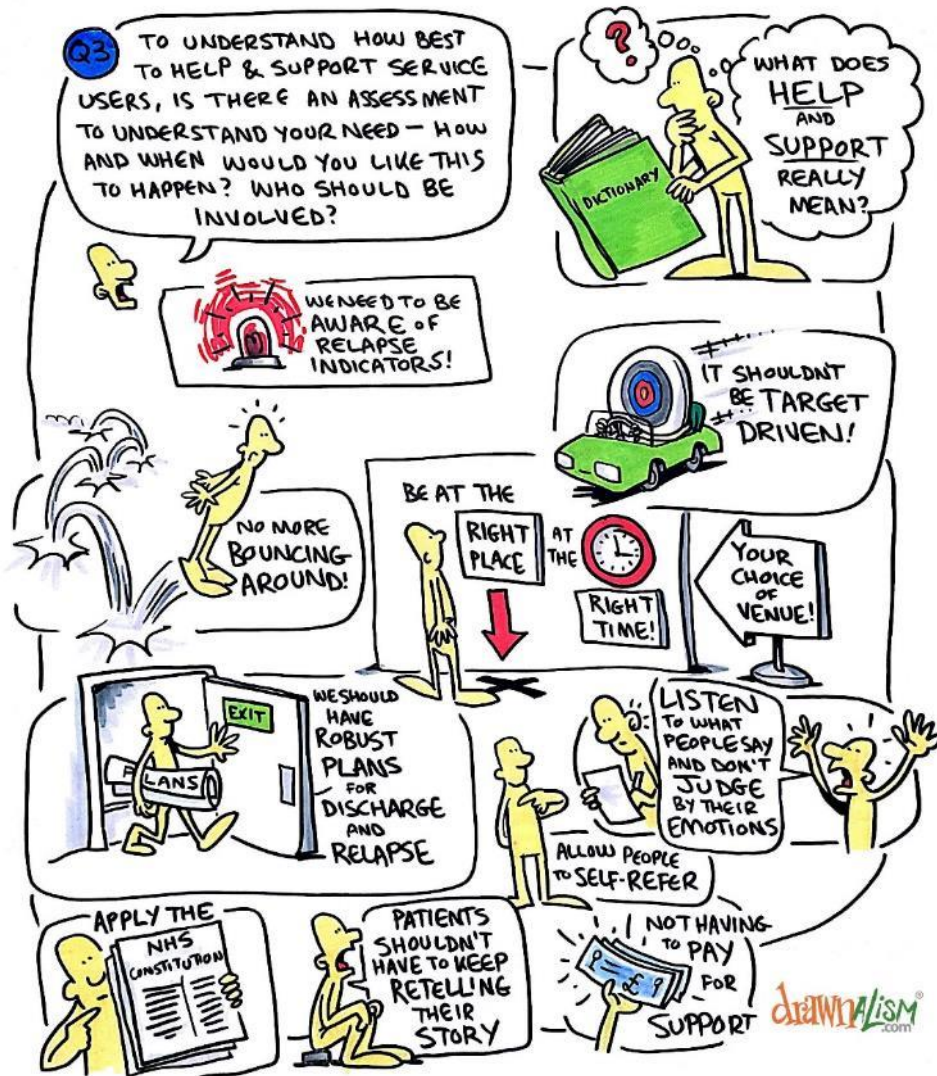 Q3
TO UNDERSTAND HOW BEST
TO HELP & SUPPORT SERVICE
USERS, IS THERE AN ASSESSMENT
TO UNDERSTAND YOUR NEED - HOW
AND WHEN WOULD YOU LIKE THIS
TO HAPPEN? WHO SHOULD BE
INVOLVED?
?
DICTIONARY
WHAT DOES
HELP
AND
SUPPORT
REALLY
MEAN?
WE NEED TO BE
AWARE OF
RELAPSE
INDICATORS!
IT SHOULDN'T
BE TARGET
DRIVEN!
NO MORE
BOUNCING
AROUND!
BE AT THE
RIGHT
PLACE
AT
THE
RIGHT
TIME!
YOUR
CHOICE
OF
VENUE!
EXIT
PLANS
WE SHOULD
HAVE
ROBUST
PLANS
FOR
DISCHARGE
AND
RELAPSE
LISTEN
TO WHAT
PEOPLE SAY
AND DON'T
JUDGE
BY THEIR
EMOTIONS
ALLOW PEOPLE
TO SELF-REFER
APPLY THE
NHS
CONSTITUTION
PATIENTS
SHOULDN'T
HAVE TO KEEP
RETELLING
THEIR
STORY
NOT HAVING
TO PAY
FOR
SUPPORT
£
drawnalism
.com